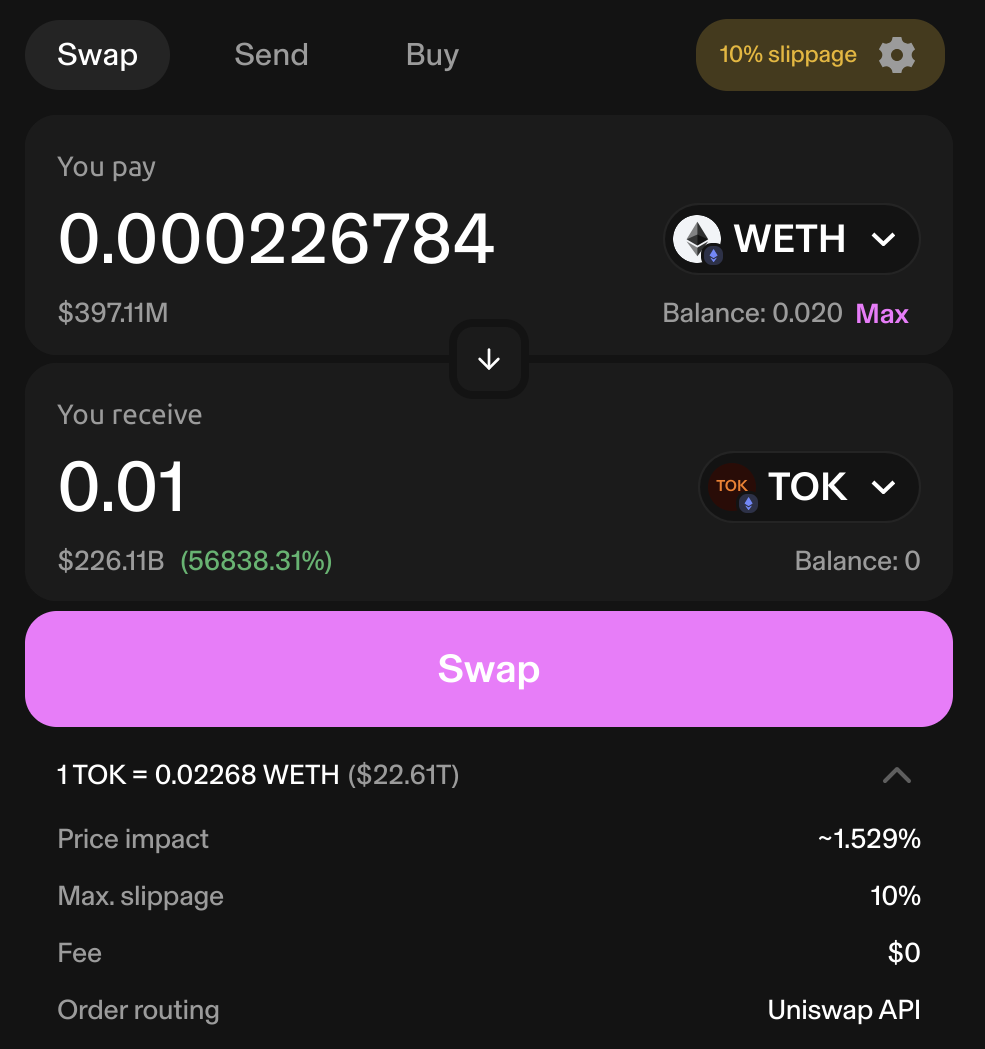 Swap Send Buy 10% slippage
You pay
0.000226784 WETH
$397.11M Balance: 0.020 Max
You receive
0.01 TOK TOK
$226.11B (56838.31%) Balance: 0
Swap
1 TOK = 0.02268 WETH ($22.61T)
Price impact ~1.529%
Max. slippage 10%
Fee $0
Order routing Uniswap API